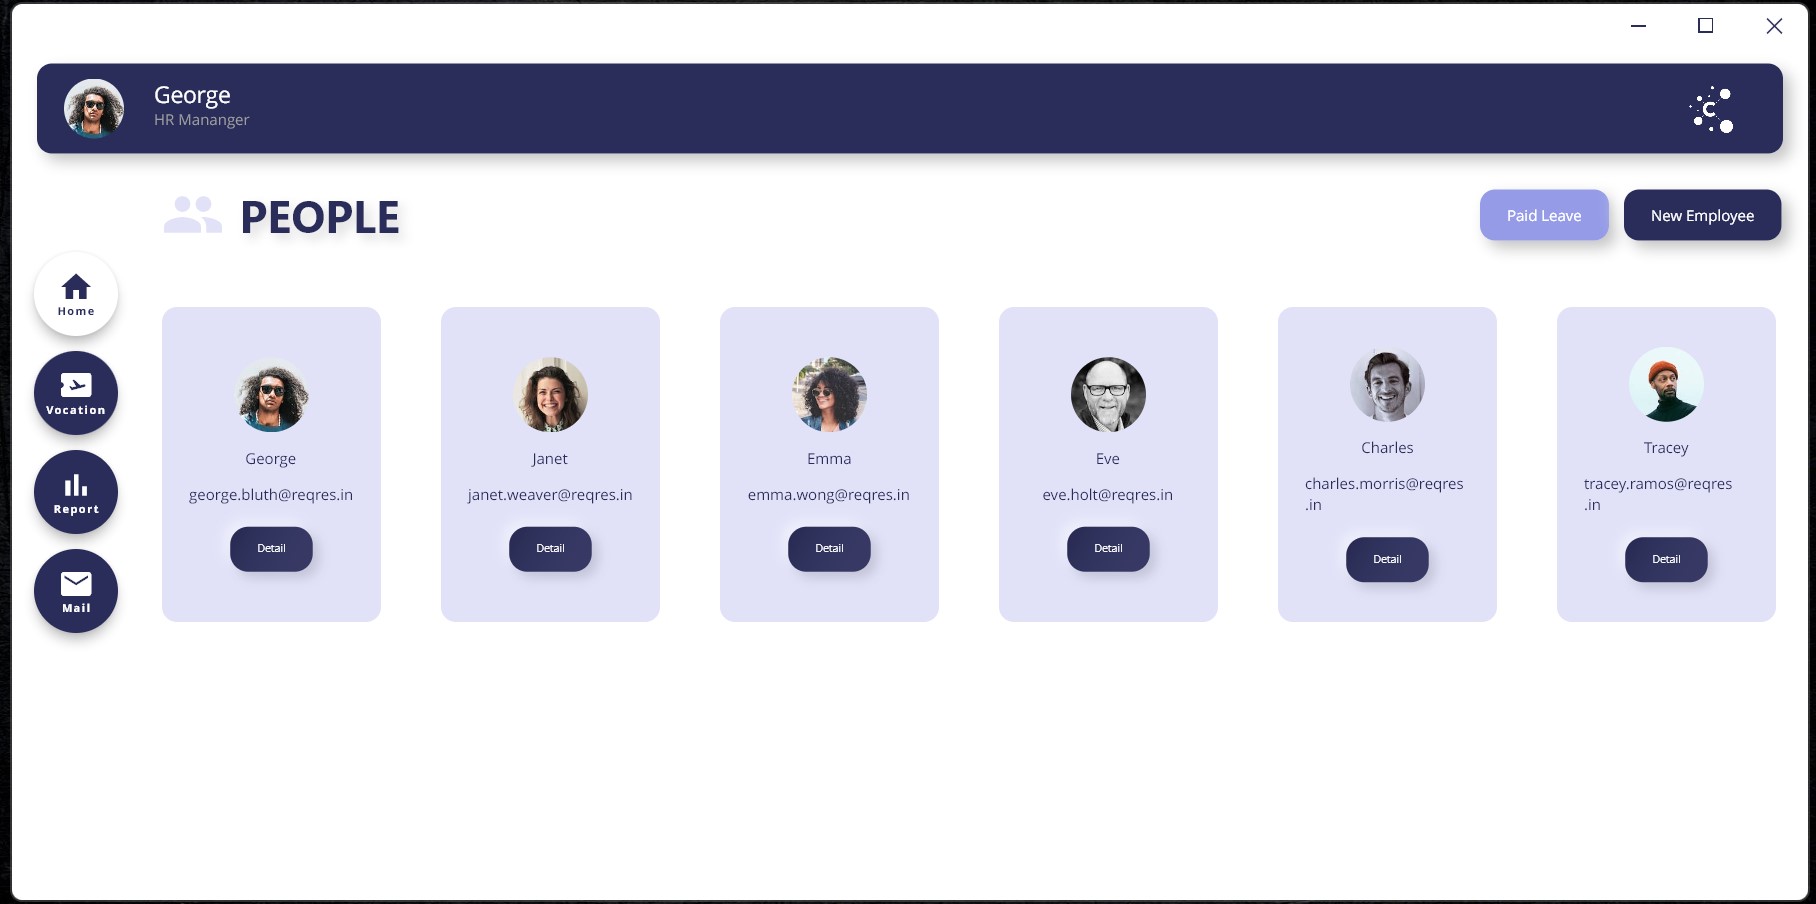 George
HR Mananger
PEOPLE
Paid Leave
New Employee
Home
Vocation
Report
Mail
George
george.bluth@reqres.in
Detail
Janet
janet.weaver@reqres.in
Detail
Emma
emma.wong@reqres.in
Detail
Eve
eve.holt@reqres.in
Detail
Charles
charles.morris@reqres
.in
Detail
Tracey
tracey.ramos@reqres
.in
Detail